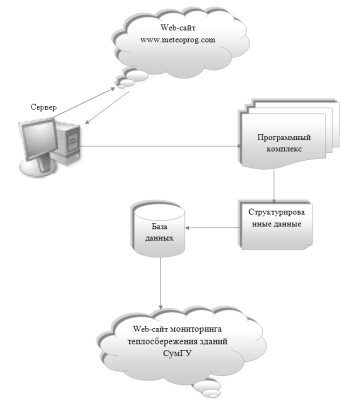 Web-сайт
www.meteoprog.com
Сервер
Программный
комплекс
Структурирова
нные данные
База
данных
Web-сайт мониторинга
теплосбережения зданий
СумГУ